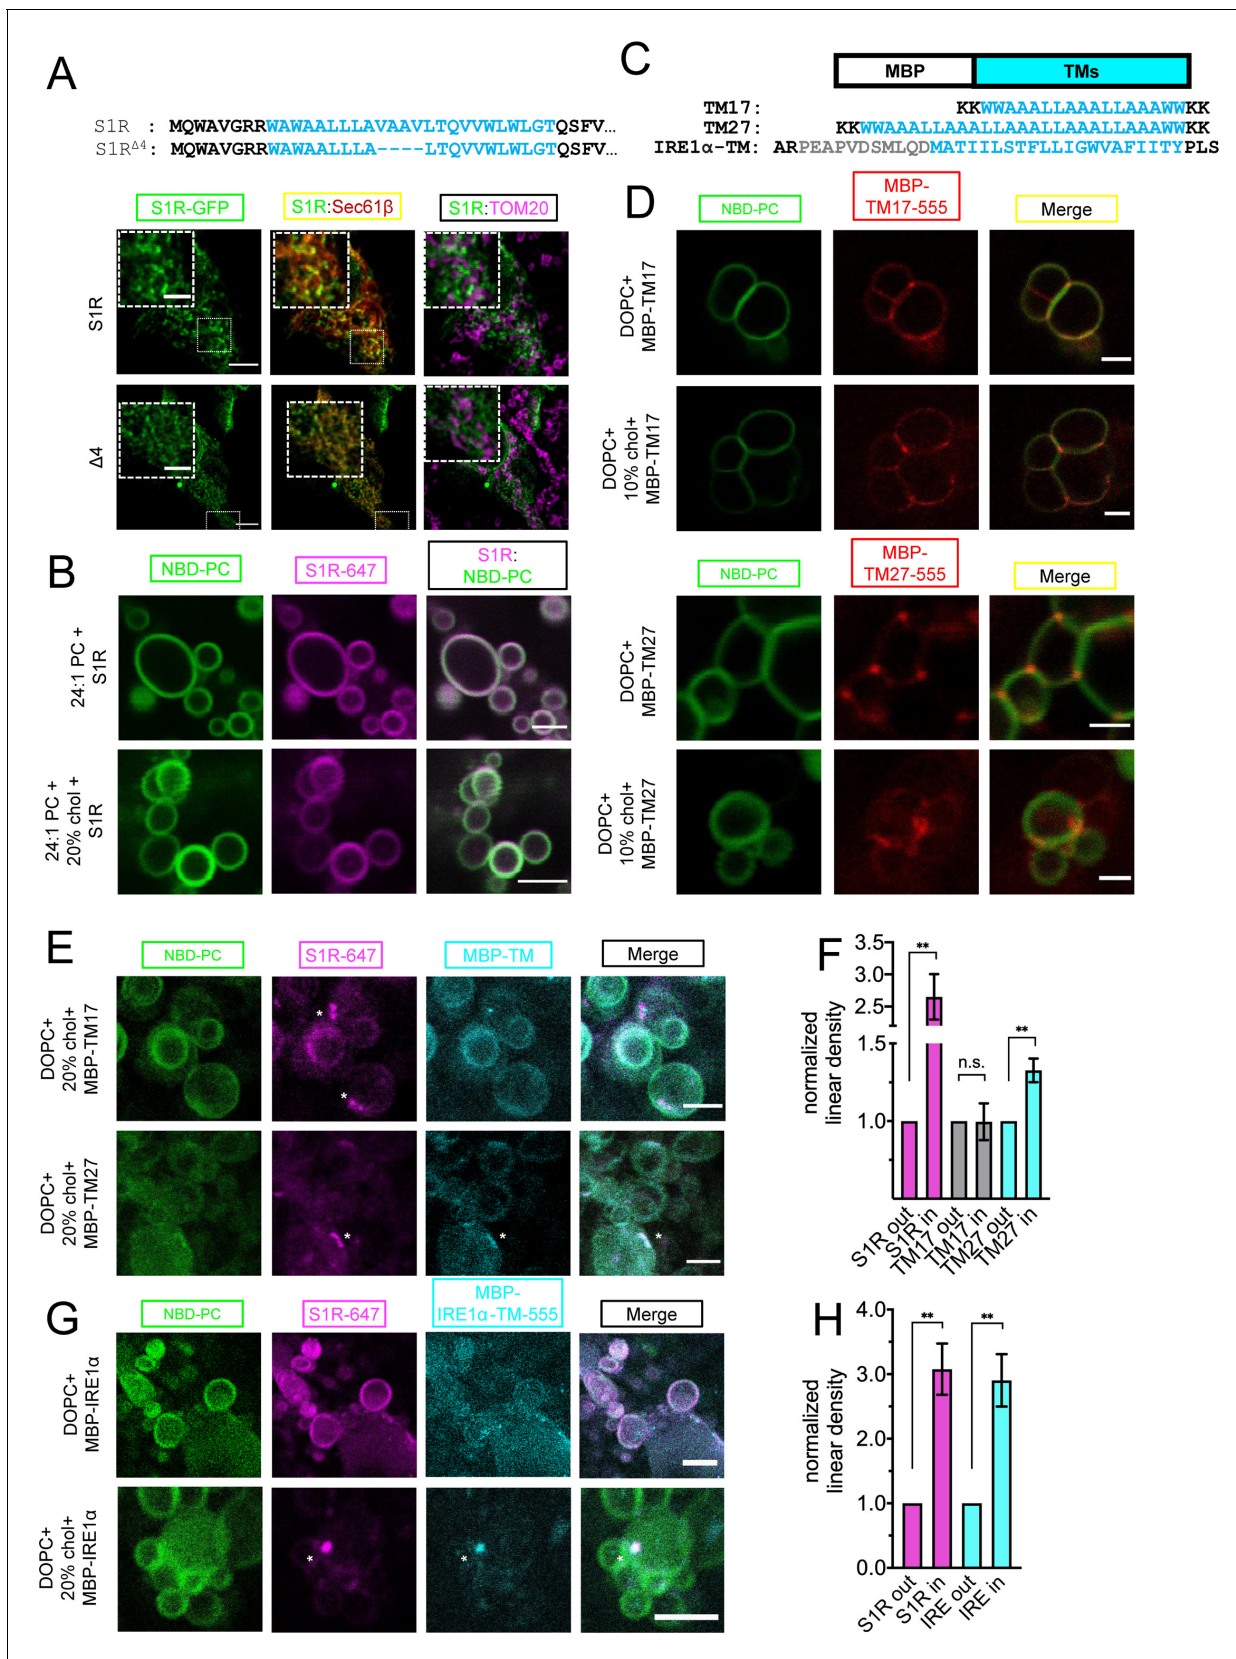 A
S1R : MQWAVGRRWAWAALLLAVAAVLTQVVWLWLGTQSFV...
S1RΔ4: MQWAVGRRWAWAALLLA----LTQVVWLWLGTQSFV...
S1R-GFP
S1R:Sec61β
S1R:TOM20
S1R
Δ4
B
NBD-PC
S1R-647
S1R:
NBD-PC
24:1 PC +
S1R
24:1 PC +
20% chol +
S1R
C
MBP
TMs
TM17: KKWWAAALLAAALLAAAWWKK
TM27: KKWWAAALLAALLAAALLAAALLAAAWWKK
IRE1α-TM: ARPEAPVDSMLQDMATIILSTFLLIGWVAFIITYPLS
D
NBD-PC
MBP-
TM17-555
Merge
DOPC+
MBP-TM17
DOPC+
10% chol+
MBP-TM17
NBD-PC
MBP-
TM27-555
Merge
DOPC+
MBP-TM27
DOPC+
10% chol+
MBP-TM27
E
NBD-PC
S1R-647
MBP-TM
Merge
DOPC+
20% chol+
MBP-TM17
*
*
DOPC+
20% chol+
MBP-TM27
*
*
*
F
normalized
linear density
3.5
3.0
2.5
1.5
1.0
**
n.s.
**
S1R out
S1R in
TM17 out
TM17 in
TM27 out
TM27 in
G
NBD-PC
S1R-647
MBP-
IRE1α-TM-555
Merge
DOPC+
MBP-IRE1α
DOPC+
20% chol+
MBP-IRE1α
*
*
*
H
normalized
linear density
4.0
3.0
2.0
1.0
0.0
**
**
S1R out
S1R in
IRE out
IRE in